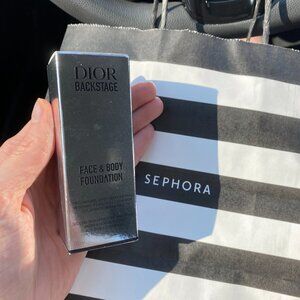 DIOR
BACKSTAGE
FACE & BODY
FOUNDATION
SEPHORA